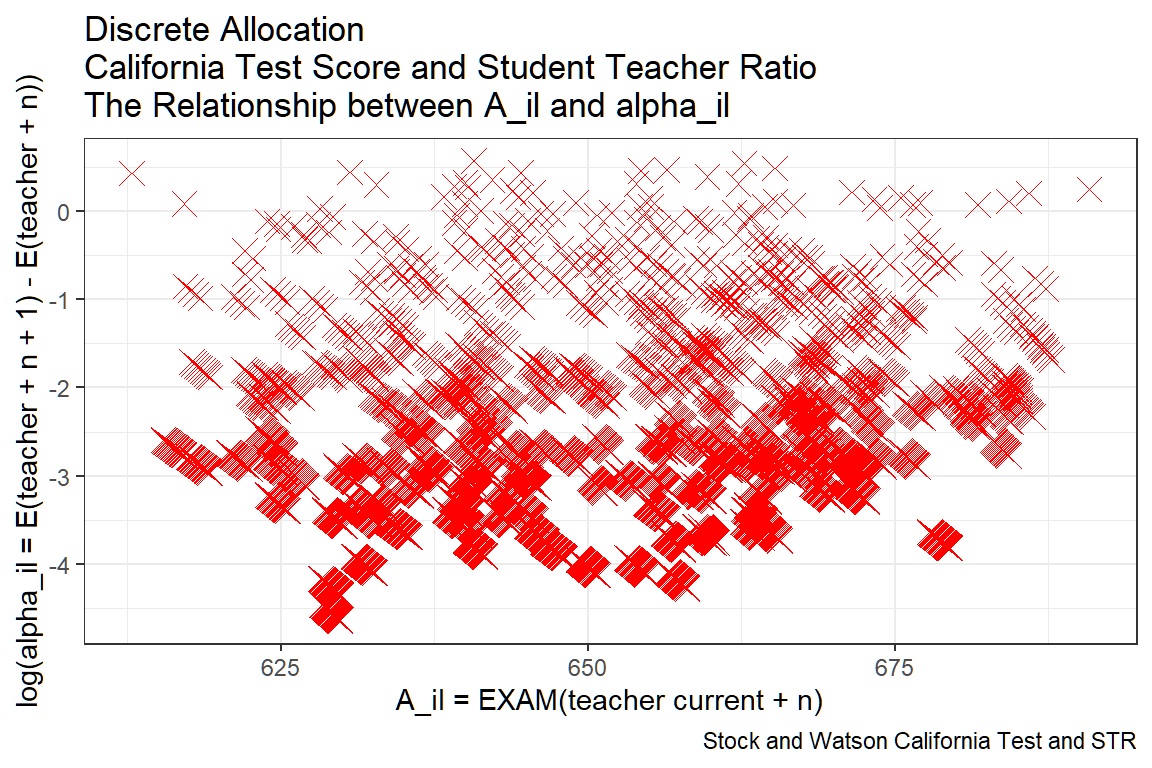 Discrete Allocation
California Test Score and Student Teacher Ratio
The Relationship between A_il and alpha_il
log(alpha_il = E(teacher + n + 1) - E(teacher + n))
0
-1
-2
-3
-4
625
650
675
A_il = EXAM(teacher current + n)
Stock and Watson California Test and STR